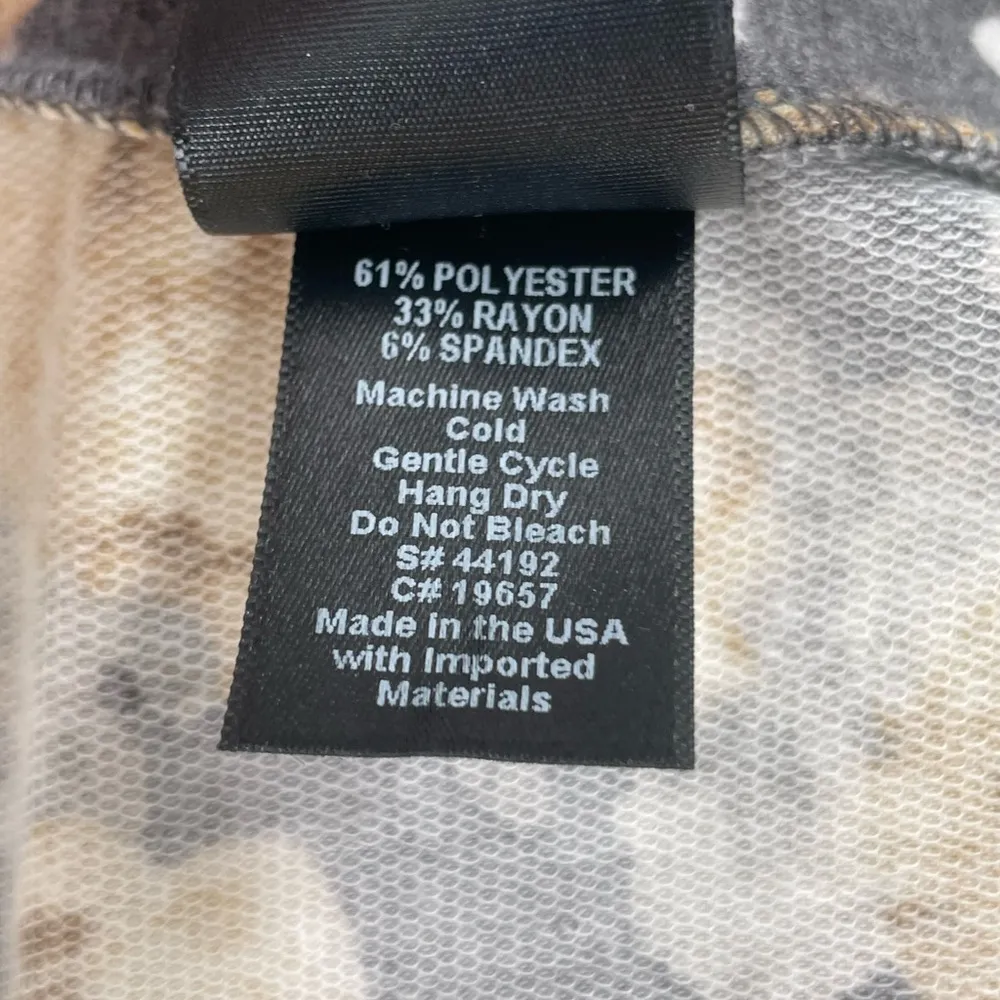 61% POLYESTER
33% RAYON
6% SPANDEX
Machine Wash
Cold
Gentle Cycle
Hang Dry
Do Not Bleach
S# 44192
C# 19657
Made in the USA
with Imported
Materials